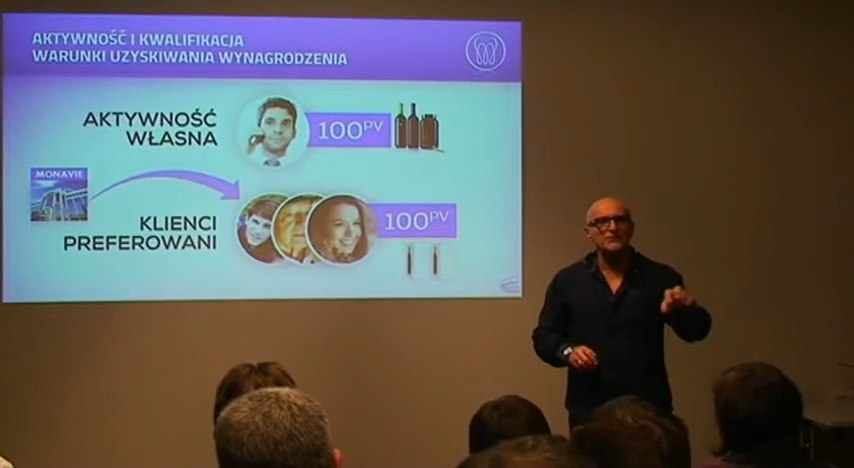 AKTYWNOŚĆ I KWALIFIKACJA
WARUNKI UZYSKIWANIA WYNAGRODZENIA
AKTYWNOŚĆ
WŁASNA
100PV
MONAVIE
KLIENCI
PREFEROWANI
100PV